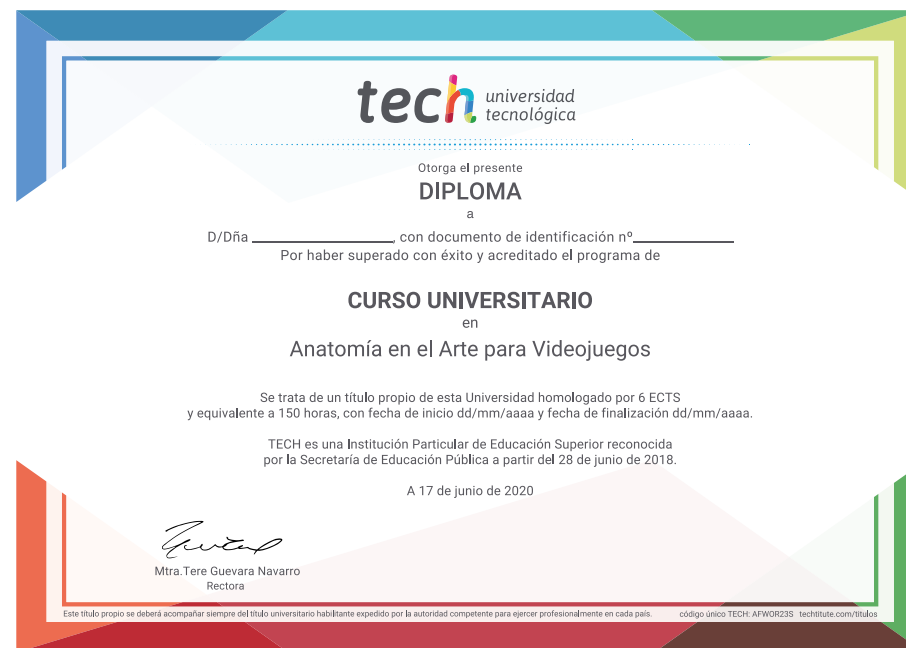 tech universidad
tecnológica
Otorga el presente
DIPLOMA
a
D/Dña ____________________, con documento de identificación nº______________
Por haber superado con éxito y acreditado el programa de
CURSO UNIVERSITARIO
en
Anatomía en el Arte para Videojuegos
Se trata de un título propio de esta Universidad homologado por 6 ECTS
y equivalente a 150 horas, con fecha de inicio dd/mm/aaaa y fecha de finalización dd/mm/aaaa.
TECH es una Institución Particular de Educación Superior reconocida
por la Secretaría de Educación Pública a partir del 28 de junio de 2018.
A 17 de junio de 2020
Mtra.Tere Guevara Navarro
Rectora
Este título propio se deberá acompañar siempre del título universitario habilitante expedido por la autoridad competente para ejercer profesionalmente en cada país. código único TECH: AFWOR23S techtitute.com/titulos